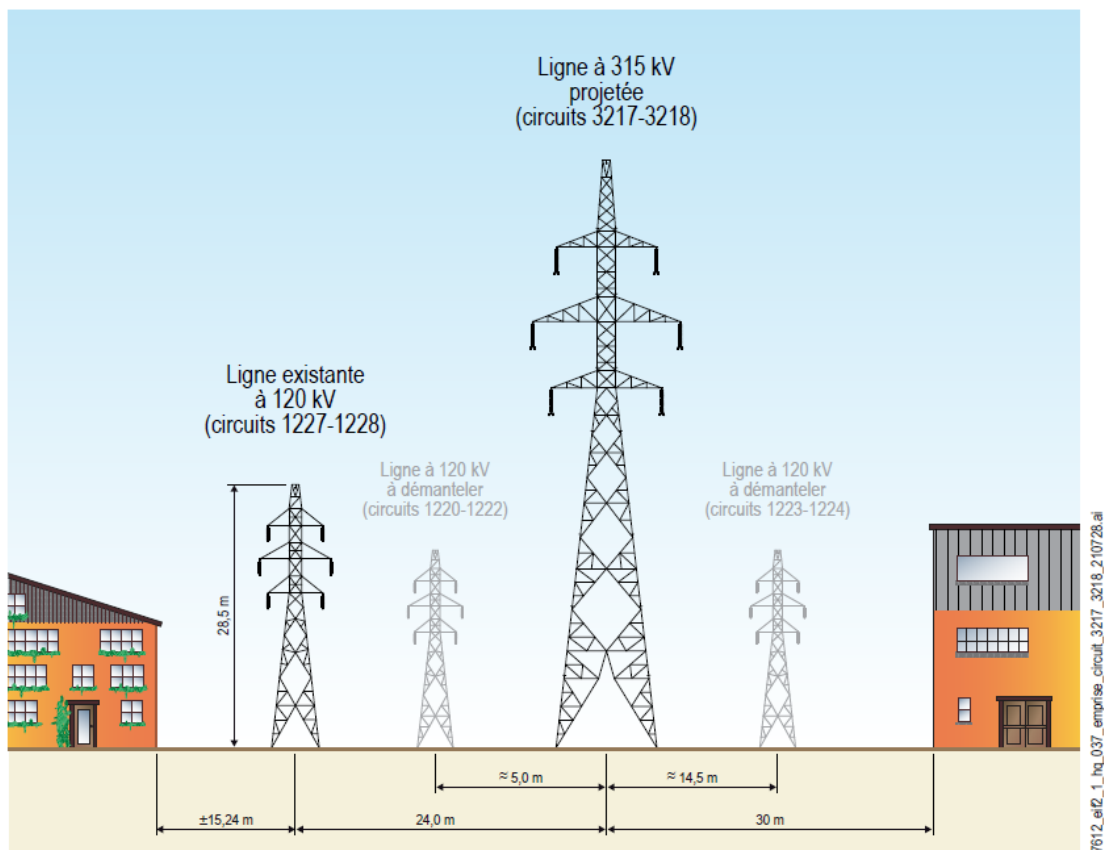 Ligne à 315 kV
projetée
(circuits 3217-3218)
Ligne existante
à 120 kV
(circuits 1227-1228)
Ligne à 120 kV
à démanteler
(circuits 1220-1222)
Ligne à 120 kV
à démanteler
(circuits 1223-1224)
28,5 m
≈ 5,0 m
≈ 14,5 m
±15,24 m
24,0 m
30 m
7612_eif2_1_hq_037_emprise_circuit_3217_3218_210728.ai